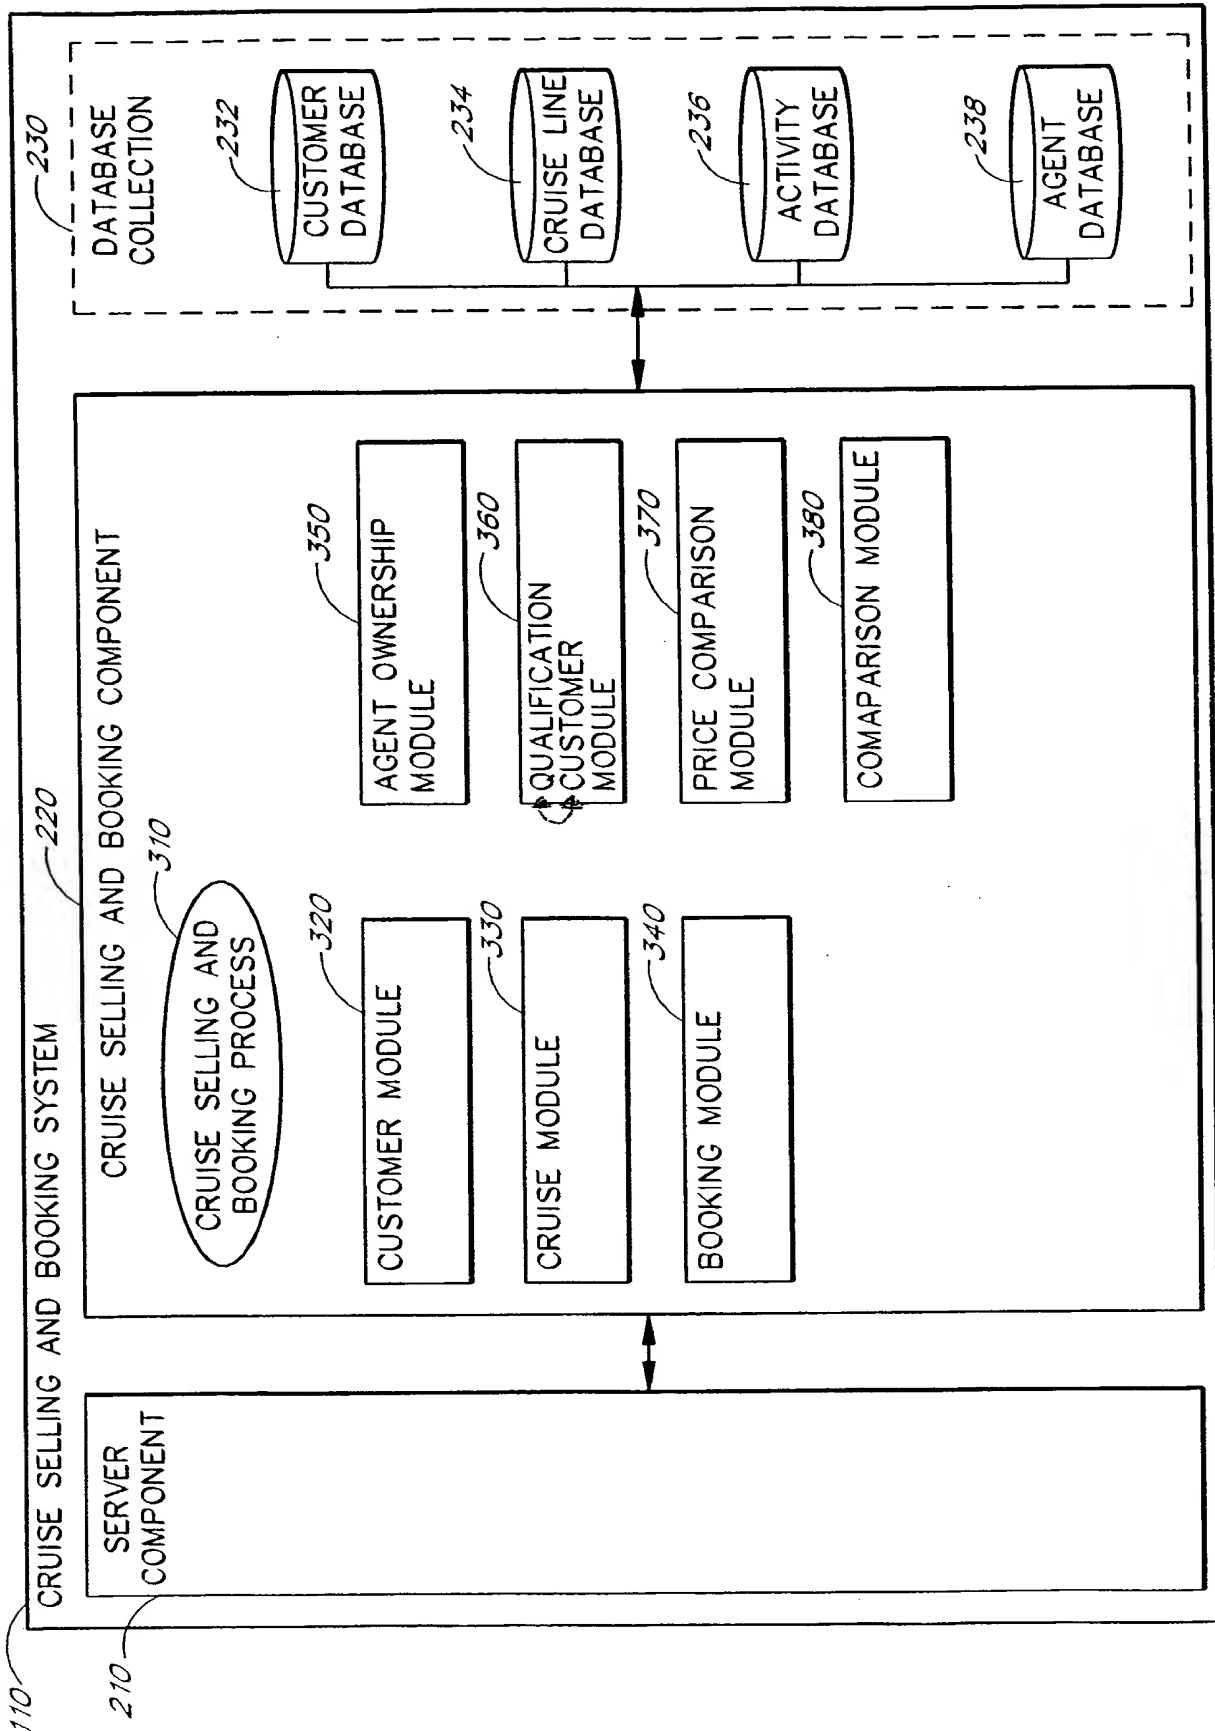 110
CRUISE SELLING AND BOOKING SYSTEM
210
SERVER
COMPONENT
220
CRUISE SELLING AND BOOKING COMPONENT
310
CRUISE SELLING AND
BOOKING PROCESS
320
CUSTOMER MODULE
330
CRUISE MODULE
340
BOOKING MODULE
350
AGENT OWNERSHIP
MODULE
360
QUALIFICATION
CUSTOMER
MODULE
370
PRICE COMPARISON
MODULE
380
COMAPARISON MODULE
230
DATABASE
COLLECTION
232
CUSTOMER
DATABASE
234
CRUISE LINE
DATABASE
236
ACTIVITY
DATABASE
238
AGENT
DATABASE